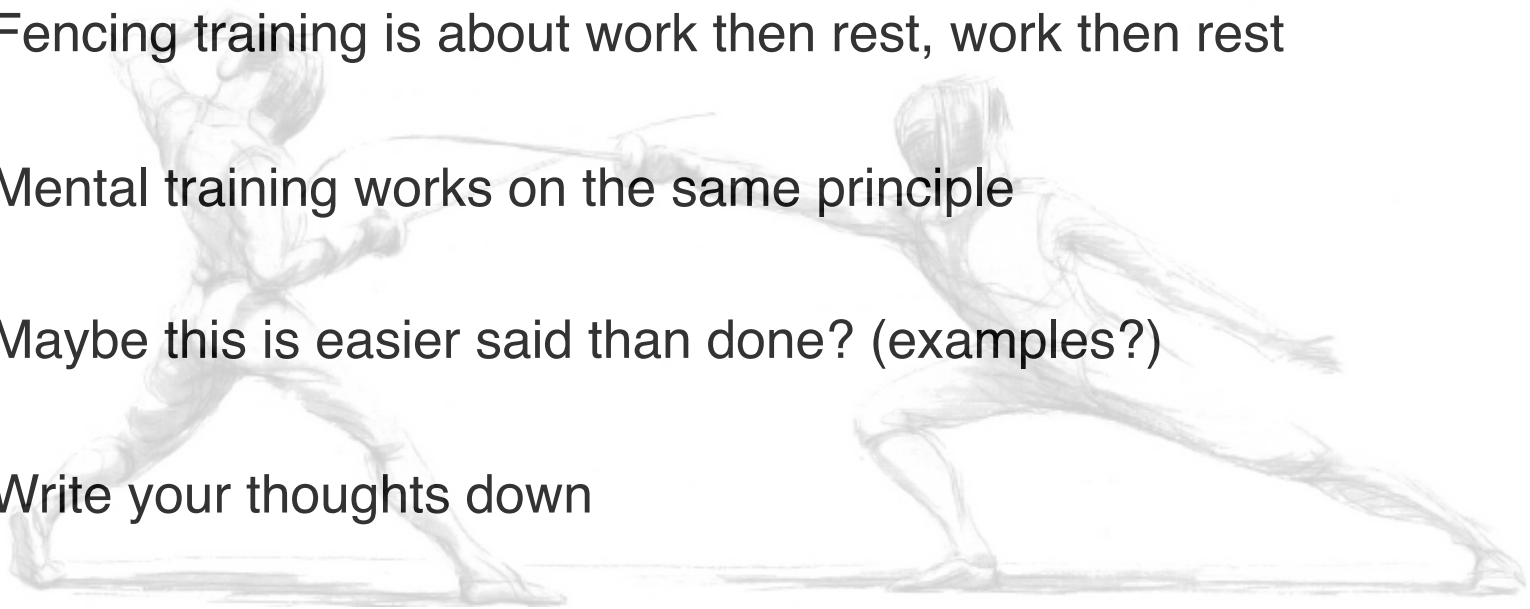 Fencing training is about work then rest, work then rest
Mental training works on the same principle
Maybe this is easier said than done? (examples?)
Write your thoughts down